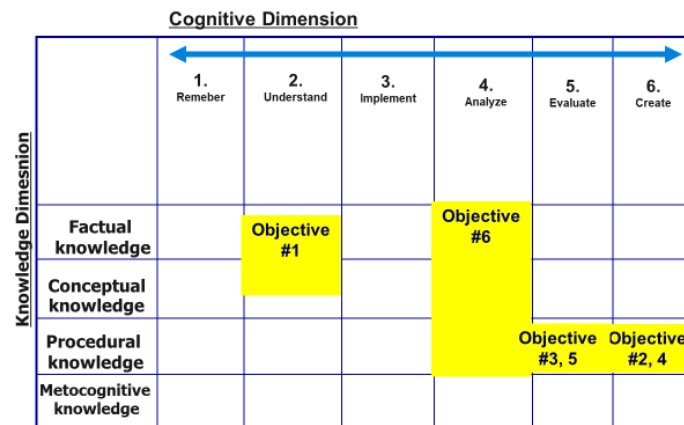 Cognitive Dimension
Knowledge Dimesnion
1.
Remeber
2.
Understand
3.
Implement
4.
Analyze
5.
Evaluate
6.
Create
Factual
knowledge
Objective
#1
Objective
#6
Conceptual
knowledge
Procedural
knowledge
Objective
#3, 5
Objective
#2, 4
Metocognitive
knowledge